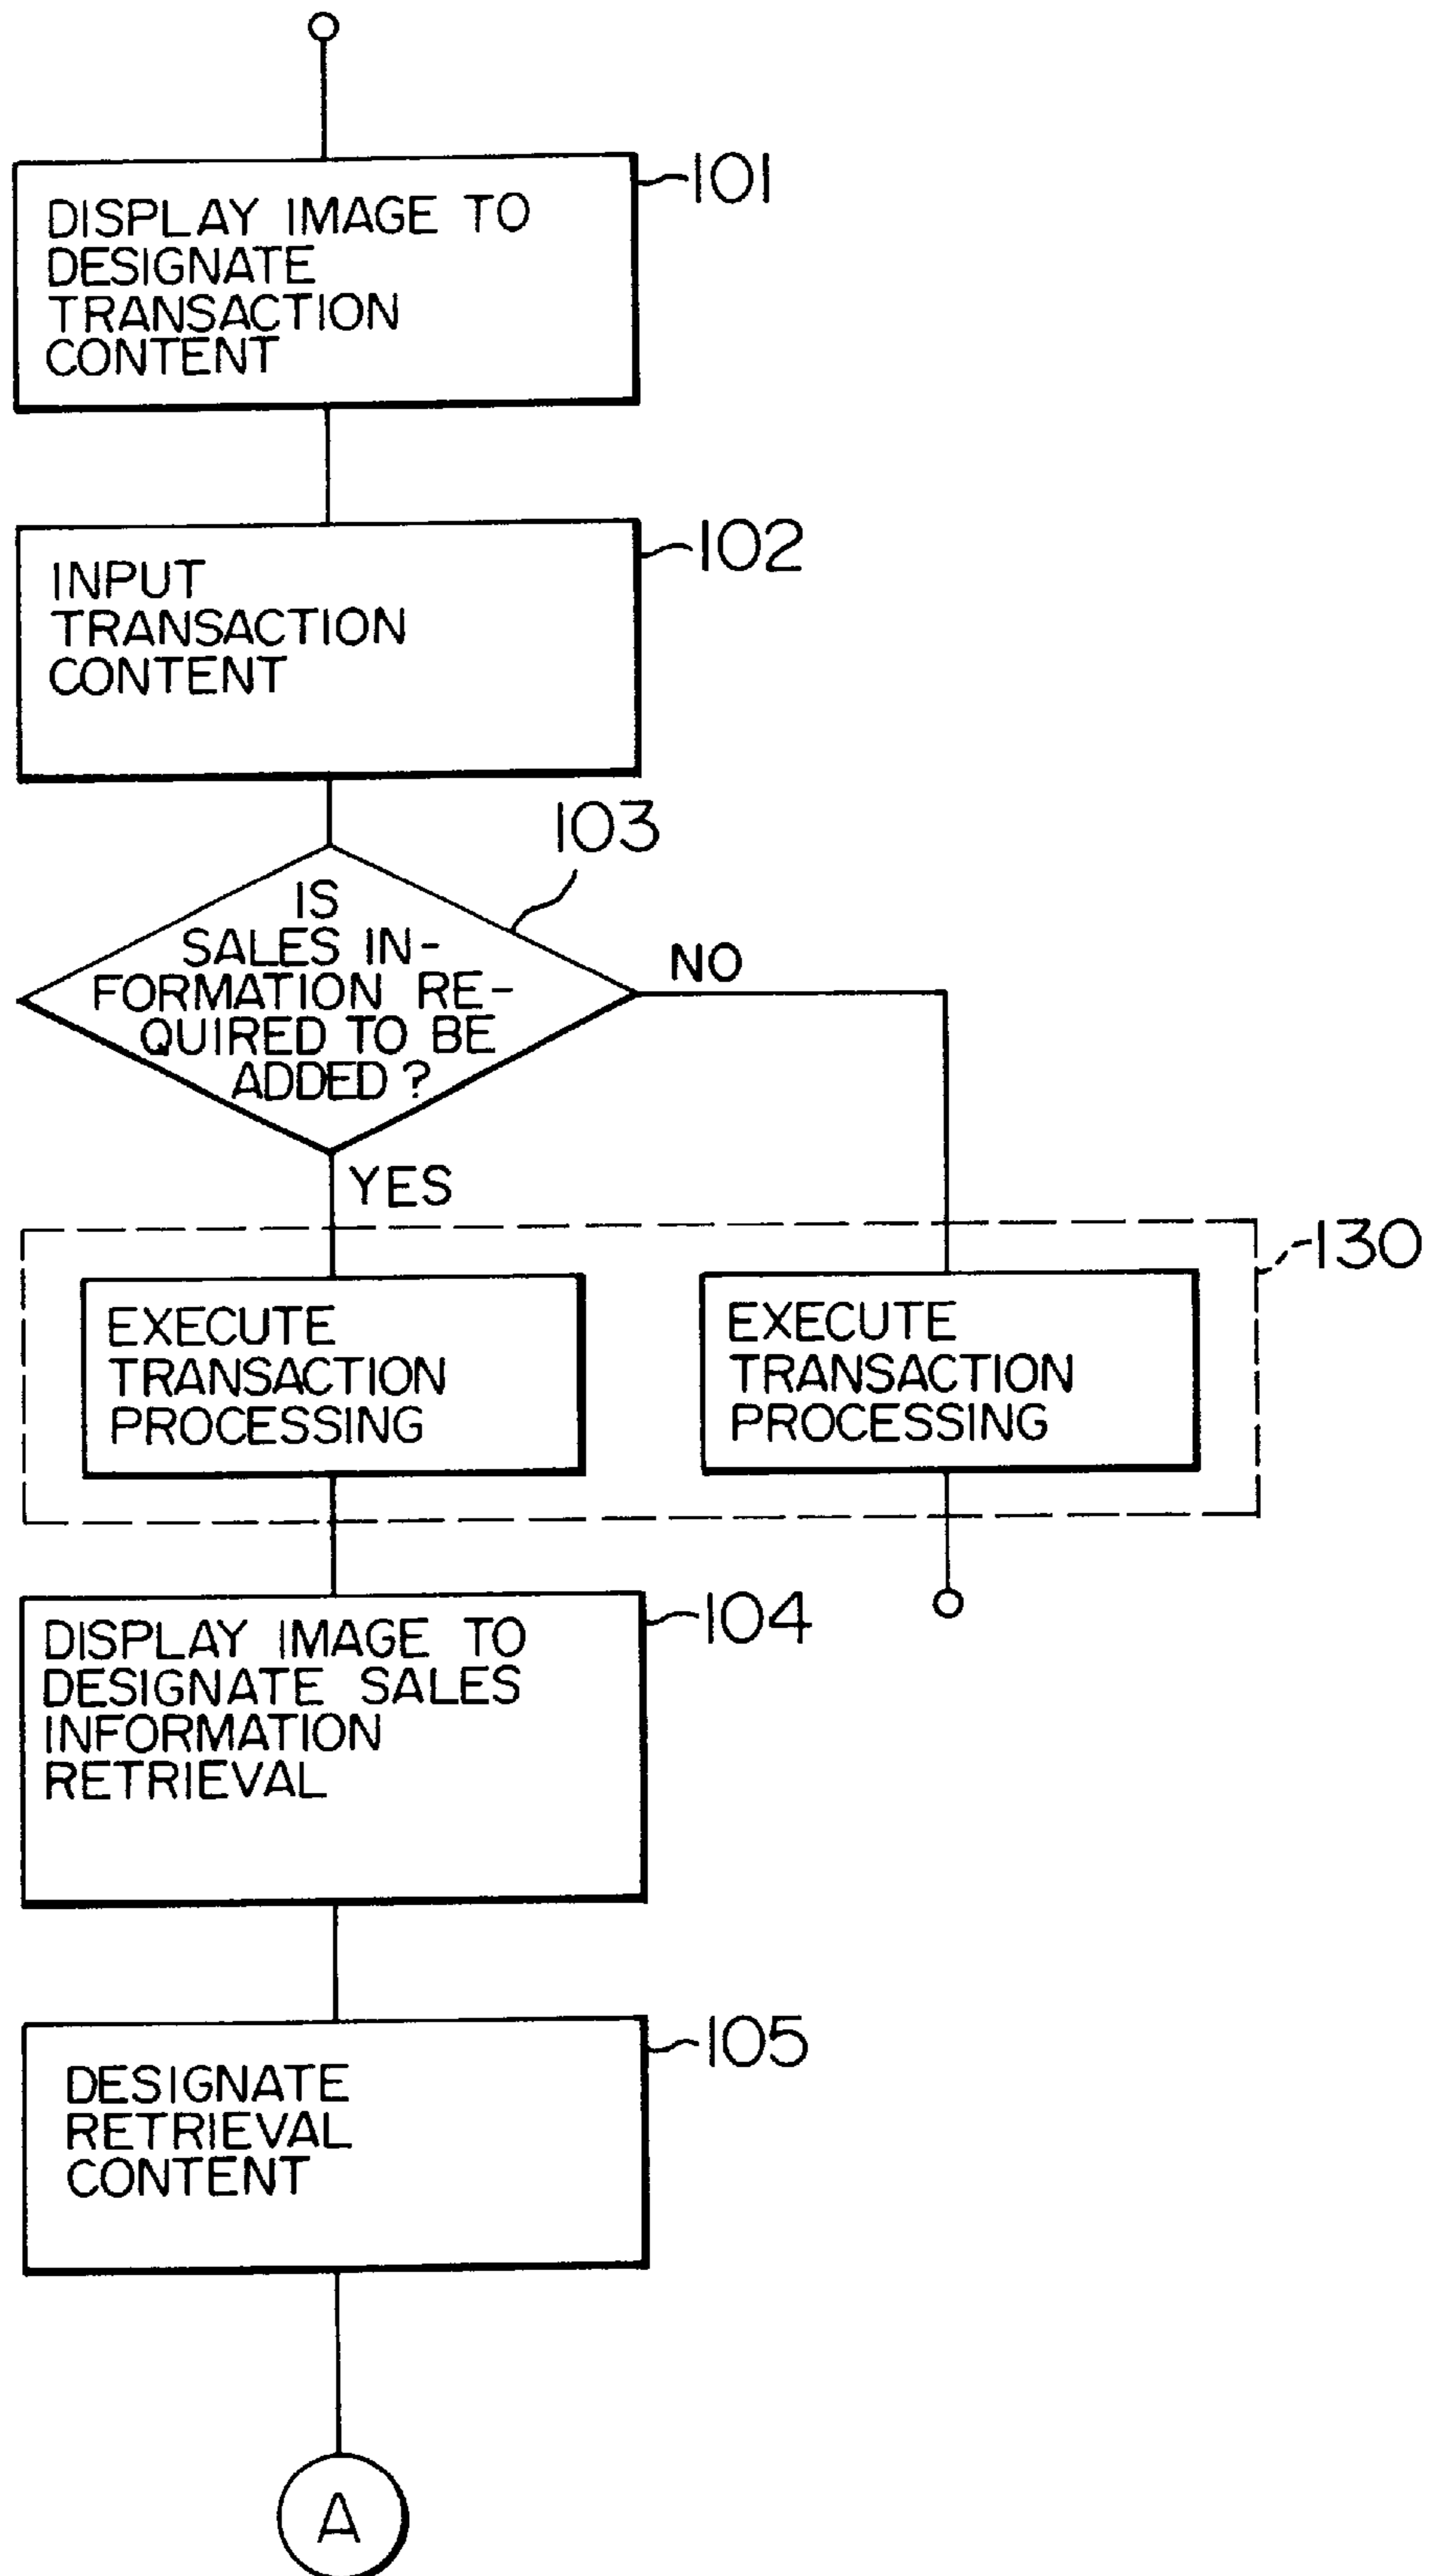 101
DISPLAY IMAGE TO
DESIGNATE
TRANSACTION
CONTENT
102
INPUT
TRANSACTION
CONTENT
103
IS
SALES IN-
FORMATION RE-
QUIRED TO BE
ADDED?
NO
YES
130
EXECUTE
TRANSACTION
PROCESSING
EXECUTE
TRANSACTION
PROCESSING
104
DISPLAY IMAGE TO
DESIGNATE SALES
INFORMATION
RETRIEVAL
105
DESIGNATE
RETRIEVAL
CONTENT
A